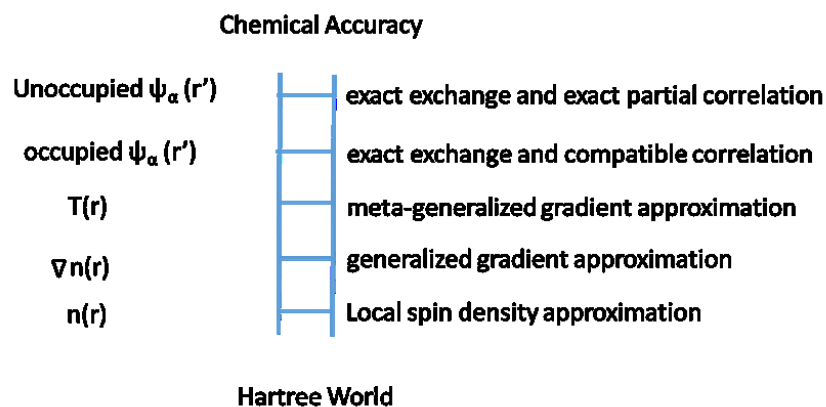 Chemical Accuracy
Unoccupied ψα (r') exact exchange and exact partial correlation
occupied ψα (r') exact exchange and compatible correlation
T(r) meta-generalized gradient approximation
∇ n(r) generalized gradient approximation
n(r) Local spin density approximation
Hartree World